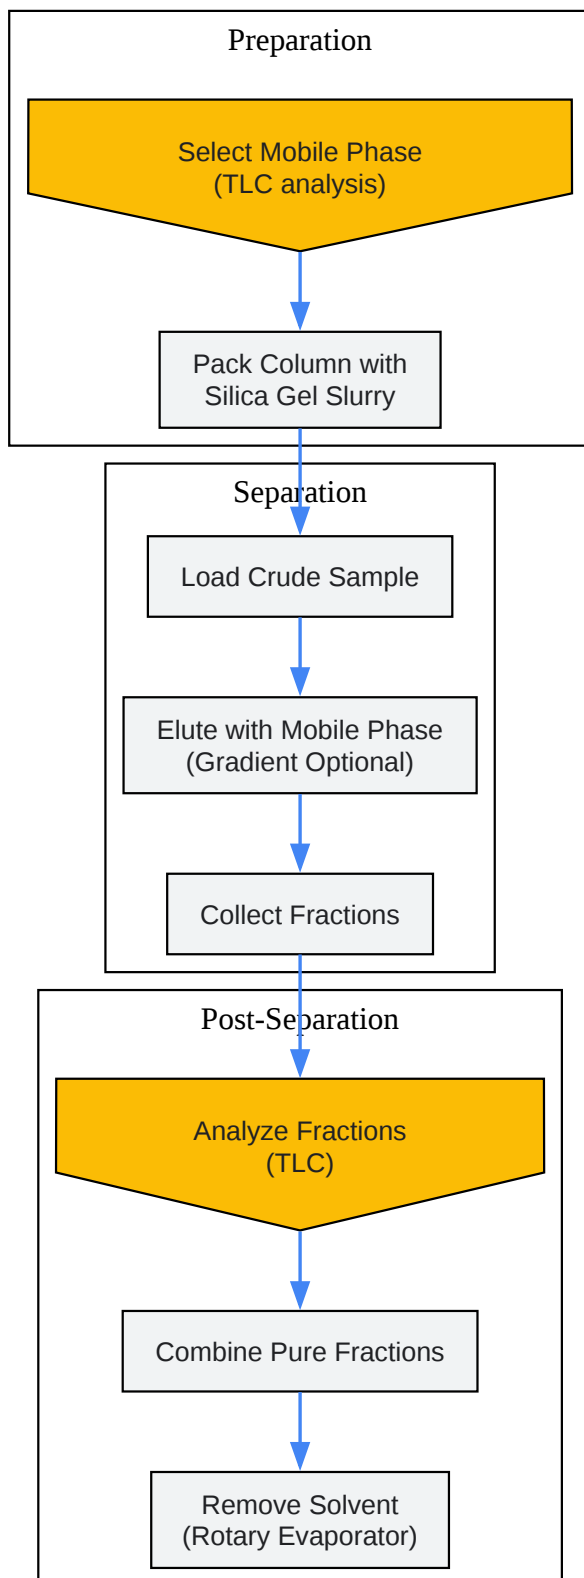 Preparation
Select Mobile Phase
(TLC analysis)
Pack Column with
Silica Gel Slurry
Separation
Load Crude Sample
Elute with Mobile Phase
(Gradient Optional)
Collect Fractions
Post-Separation
Analyze Fractions
(TLC)
Combine Pure Fractions
Remove Solvent
(Rotary Evaporator)